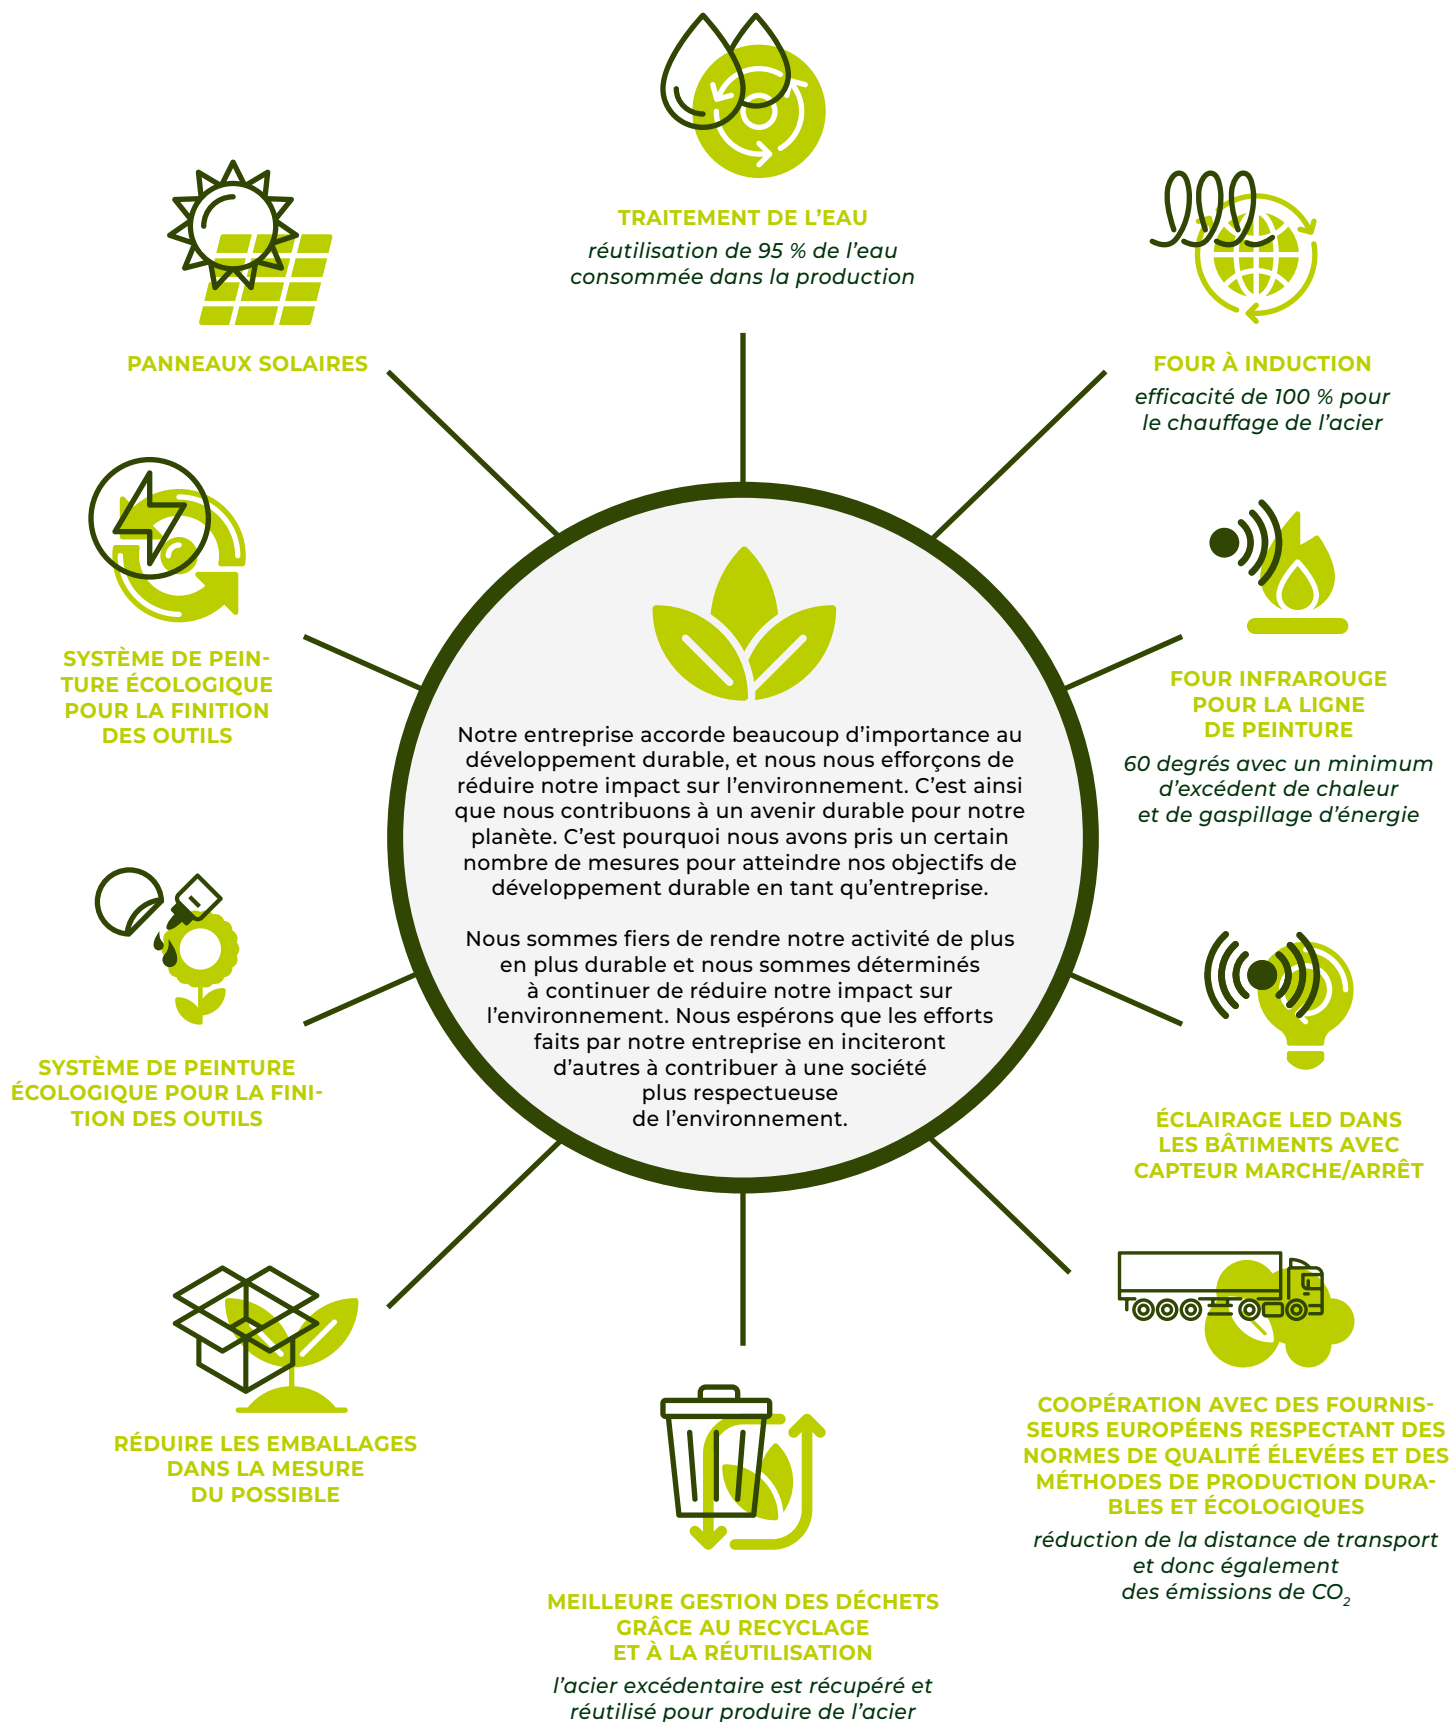 TRAITEMENT DE L’EAU
réutilisation de 95 % de l’eau
consommée dans la production
PANNEAUX SOLAIRES
FOUR À INDUCTION
efficacité de 100 % pour
le chauffage de l’acier
SYSTÈME DE PEIN-
TURE ÉCOLOGIQUE
POUR LA FINITION
DES OUTILS
FOUR INFRAROUGE
POUR LA LIGNE
DE PEINTURE
60 degrés avec un minimum
d’excédent de chaleur
et de gaspillage d’énergie
Notre entreprise accorde beaucoup d’importance au
développement durable, et nous nous efforçons de
réduire notre impact sur l’environnement. C’est ainsi
que nous contribuons à un avenir durable pour notre
planète. C’est pourquoi nous avons pris un certain
nombre de mesures pour atteindre nos objectifs de
développement durable en tant qu’entreprise.
Nous sommes fiers de rendre notre activité de plus
en plus durable et nous sommes déterminés
à continuer de réduire notre impact sur
l’environnement. Nous espérons que les efforts
faits par notre entreprise en inciteront
d’autres à contribuer à une société
plus respectueuse
de l’environnement.
SYSTÈME DE PEINTURE
ÉCOLOGIQUE POUR LA FINI-
TION DES OUTILS
ÉCLAIRAGE LED DANS
LES BÂTIMENTS AVEC
CAPTEUR MARCHE/ARRÊT
RÉDUIRE LES EMBALLAGES
DANS LA MESURE
DU POSSIBLE
COOPÉRATION AVEC DES FOURNIS-
SEURS EUROPÉENS RESPECTANT DES
NORMES DE QUALITÉ ÉLEVÉES ET DES
MÉTHODES DE PRODUCTION DURA-
BLES ET ÉCOLOGIQUES
réduction de la distance de transport
et donc également
des émissions de CO₂
MEILLEURE GESTION DES DÉCHETS
GRÂCE AU RECYCLAGE
ET À LA RÉUTILISATION
l’acier excédentaire est récupéré et
réutilisé pour produire de l’acier